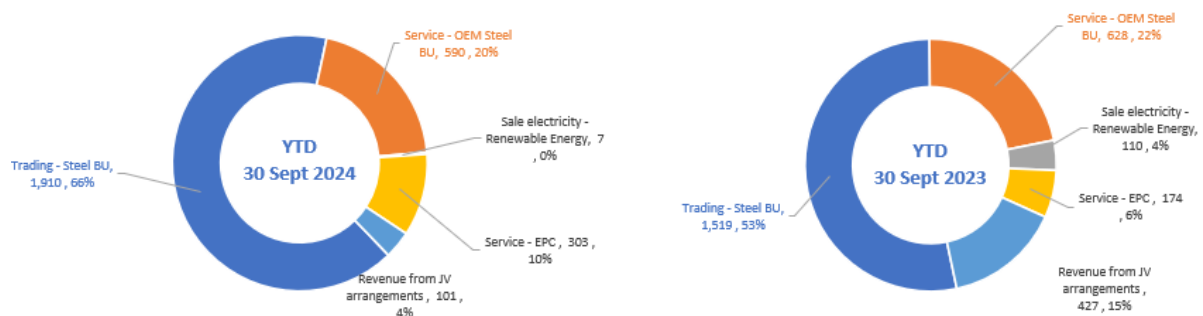 Service - OEM Steel
BU, 590 , 20%
Sale electricity -
Renewable Energy, 7
, 0%
YTD
30 Sept 2024
Trading - Steel BU,
1,910 , 66%
Service - EPC , 303 ,
10%
Revenue from JV
arrangements , 101 ,
4%
Service - OEM Steel
BU, 628 , 22%
Sale electricity -
Renewable Energy,
110 , 4%
YTD
30 Sept 2023
Service - EPC , 174
, 6%
Trading - Steel BU,
1,519 , 53%
Revenue from JV
arrangements ,
427 , 15%